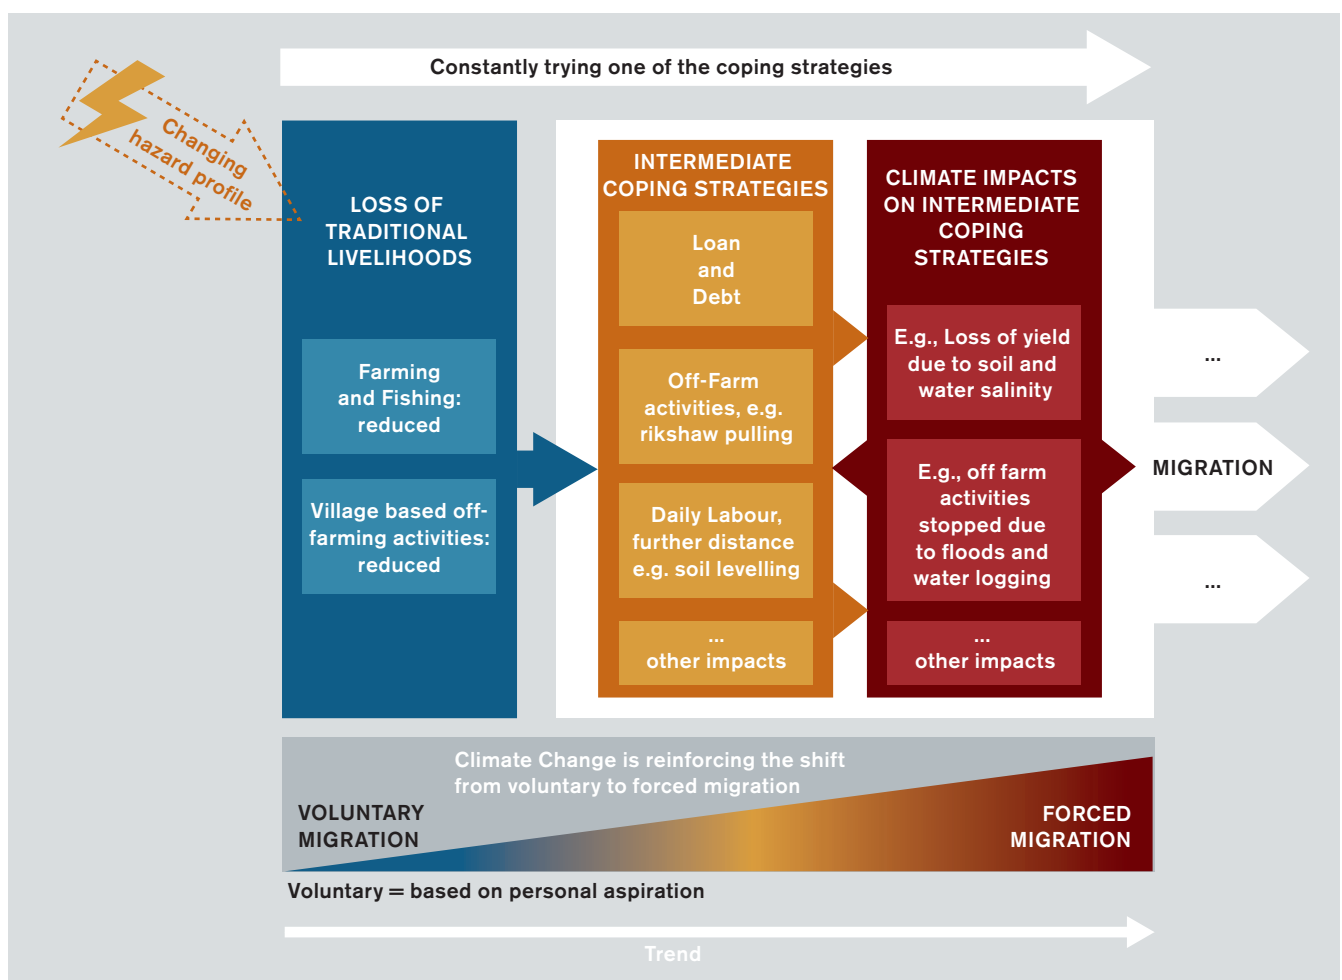 Constantly trying one of the coping strategies
Changing
hazard profile
LOSS OF
TRADITIONAL
LIVELIHOODS
Farming
and Fishing:
reduced
Village based off-
farming activities:
reduced
INTERMEDIATE
COPING STRATEGIES
Loan
and
Debt
Off-Farm
activities, e.g.
rikshaw pulling
Daily Labour,
further distance
e.g. soil levelling
...
other impacts
CLIMATE IMPACTS
ON INTERMEDIATE
COPING
STRATEGIES
E.g., Loss of yield
due to soil and
water salinity
E.g., off farm
activities
stopped due
to floods and
water logging
...
other impacts
...
MIGRATION
...
Climate Change is reinforcing the shift
from voluntary to forced migration
VOLUNTARY
MIGRATION
FORCED
MIGRATION
Voluntary = based on personal aspiration
Trend